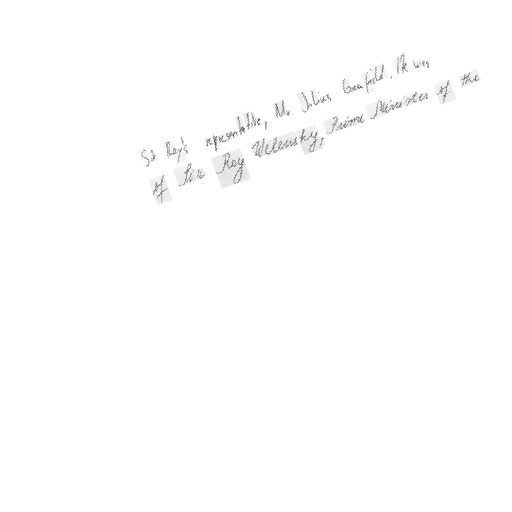 Sir Roy's representative, Mr. Julius Greenfield. He was
of Sir Roy Welensky, Prime Minister of the